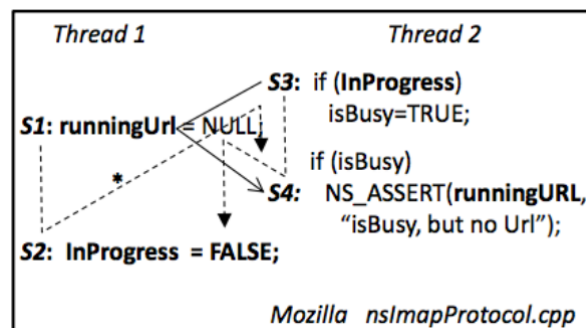 Thread 1
Thread 2
S3: if (InProgress)
isBusy=TRUE;
S1: runningUrl = NULL;
if (isBusy)
*
S4: NS_ASSERT(runningURL,
"isBusy, but no Url");
S2: InProgress = FALSE;
Mozilla nsImapProtocol.cpp